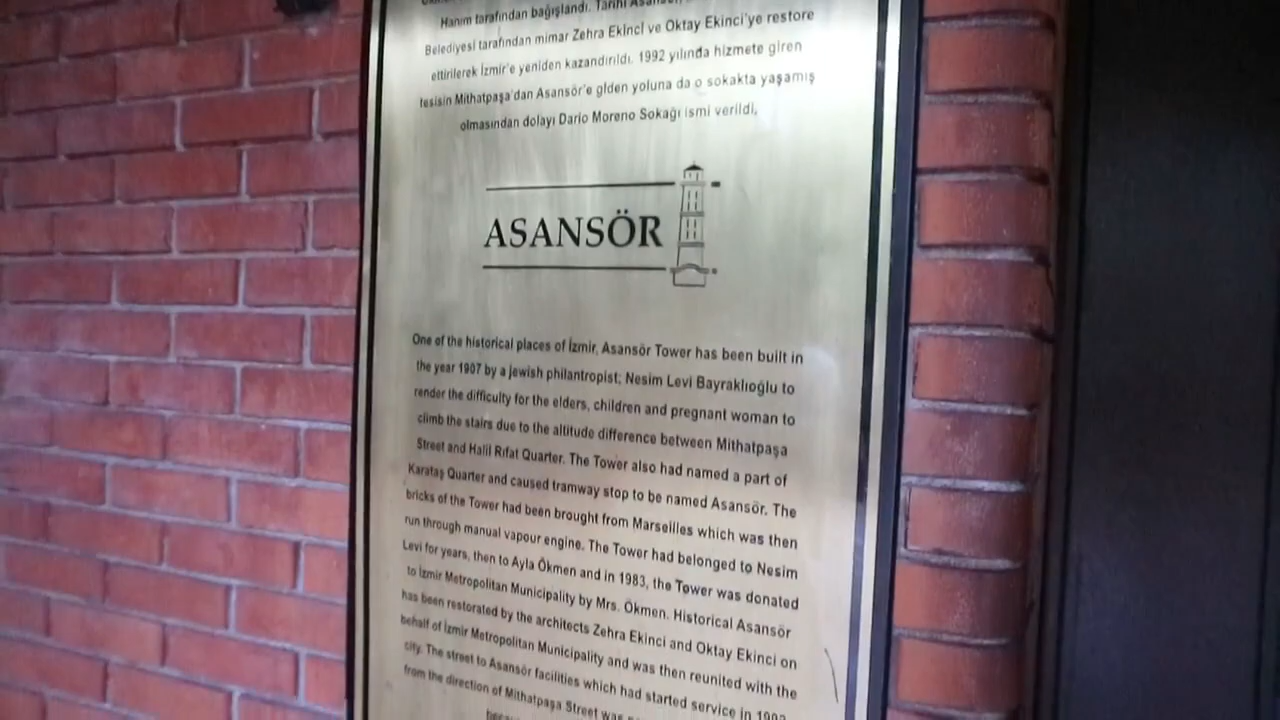 Hanım tarafından bağışlandı. Tarihi
Belediyesi tarafından mimar Zehra Ekinci ve Oktay Ekinci'ye restore
ettirilerek İzmir'e yeniden kazandırıldı. 1992 yılında hizmete giren
tesisin Mithatpaşa'dan Asansör'e giden yoluna da o sokakta yaşamış
olmasından dolayı Dario Moreno Sokağı ismi verildi.
ASANSÖR
One of the historical places of İzmir, Asansör Tower has been built in
the year 1907 by a jewish philantropist; Nesim Levi Bayraklıoğlu to
render the difficulty for the elders, children and pregnant woman to
climb the stairs due to the altitude difference between Mithatpaşa
Street and Halil Rıfat Quarter. The Tower also had named a part of
Karataş Quarter and caused tramway stop to be named Asansör. The
bricks of the Tower had been brought from Marseilles which was then
run through manual vapour engine. The Tower had belonged to Nesim
Levi for years, then to Ayla Ökmen and in 1983, the Tower was donated
to İzmir Metropolitan Municipality by Mrs. Ökmen. Historical Asansör
has been restorated by the architects Zehra Ekinci and Oktay Ekinci on
behalf of İzmir Metropolitan Municipality and was then reunited with the
city. The street to Asansör facilities which had started service in 1992
from the direction of Mithatpaşa Street was